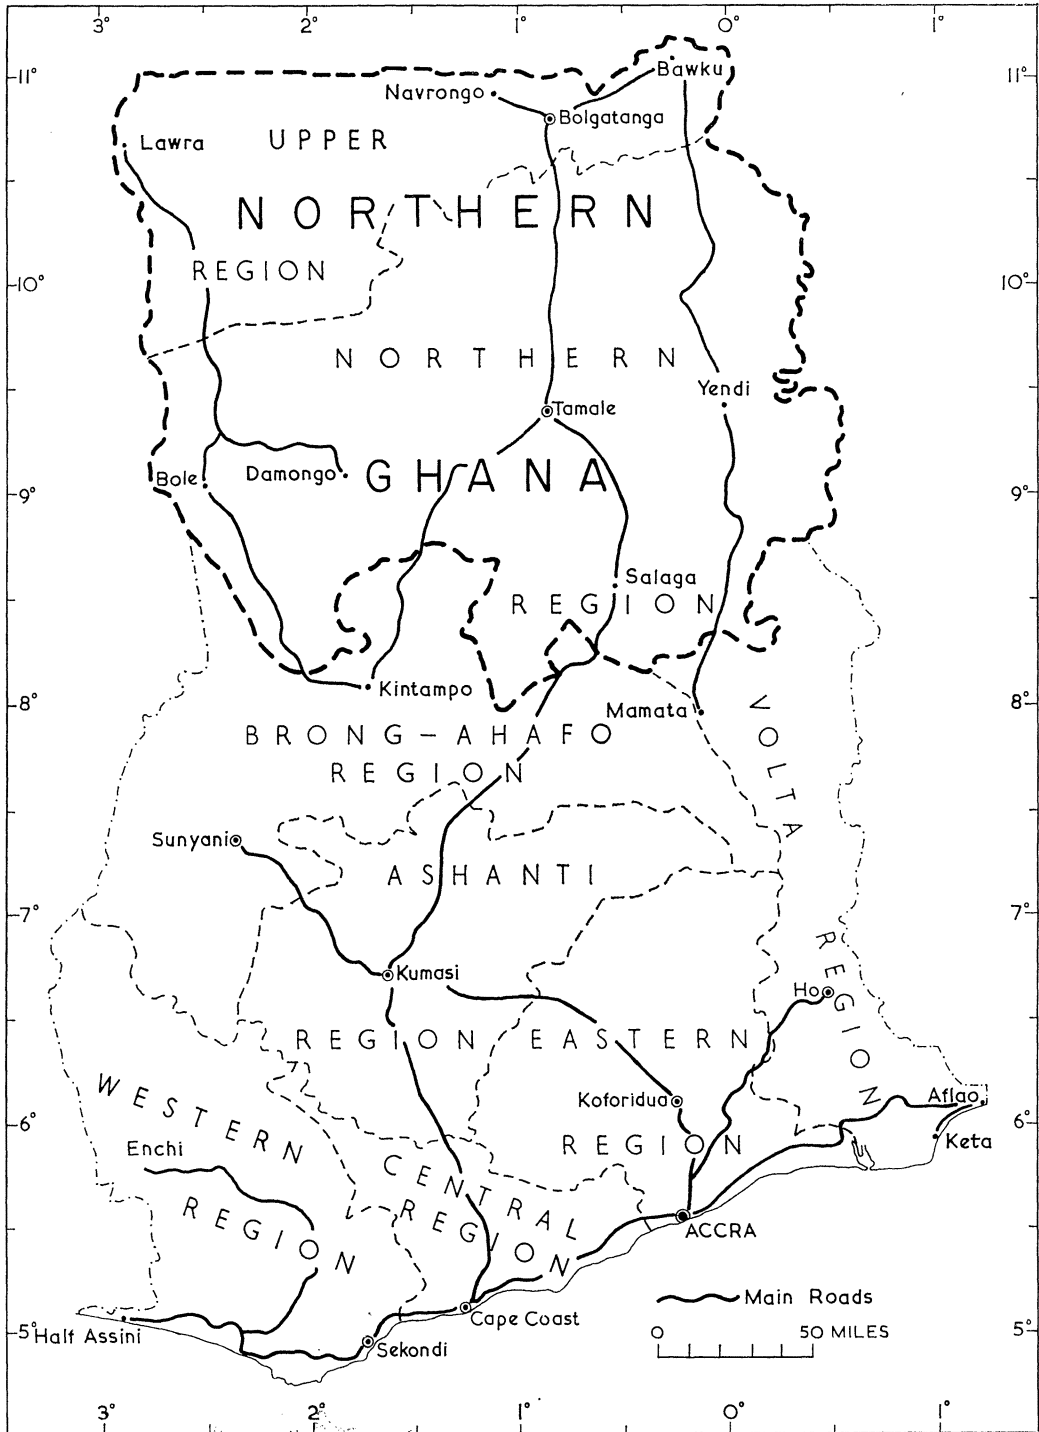 3° 2° 1° 0° 1°
11° 11°
Bawku
Navrongo
Bolgatanga
Lawra
UPPER
NORTHERN
REGION
10° 10°
NORTHERN
Yendi
Tamale
Bole
Damongo
GHANA
9° 9°
Salaga
REGION
Kintampo
8° 8°
Mamata
VOLTA
BRONG-AHAFO
REGION
Sunyani
ASHANTI
7° 7°
REGION
Kumasi
Ho
REGION
EASTERN
WESTERN
Koforidua
Aflao
6° 6°
Enchi
REGION
Keta
CENTRAL
REGION
REGION
ACCRA
Main Roads
Cape Coast
0 50 MILES
5° 5°
Half Assini
Sekondi
3° 2° 1° 0° 1°